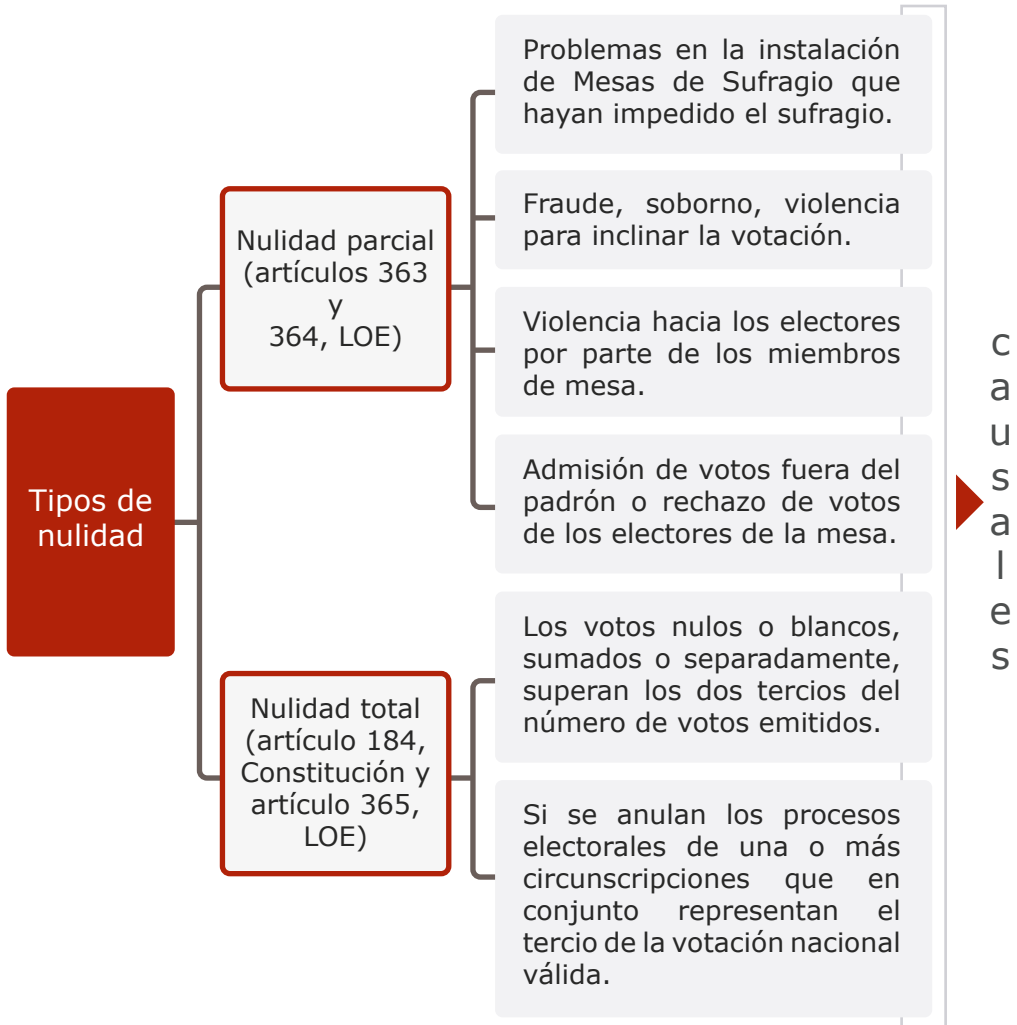 Tipos de
nulidad
Nulidad parcial
(artículos 363
y
364, LOE)
Problemas en la instalación
de Mesas de Sufragio que
hayan impedido el sufragio.
Fraude, soborno, violencia
para inclinar la votación.
Violencia hacia los electores
por parte de los miembros
de mesa.
Admisión de votos fuera del
padrón o rechazo de votos
de los electores de la mesa.
Nulidad total
(artículo 184,
Constitución y
artículo 365,
LOE)
Los votos nulos o blancos,
sumados o separadamente,
superan los dos tercios del
número de votos emitidos.
Si se anulan los procesos
electorales de una o más
circunscripciones que en
conjunto representan el
tercio de la votación nacional
válida.
causales